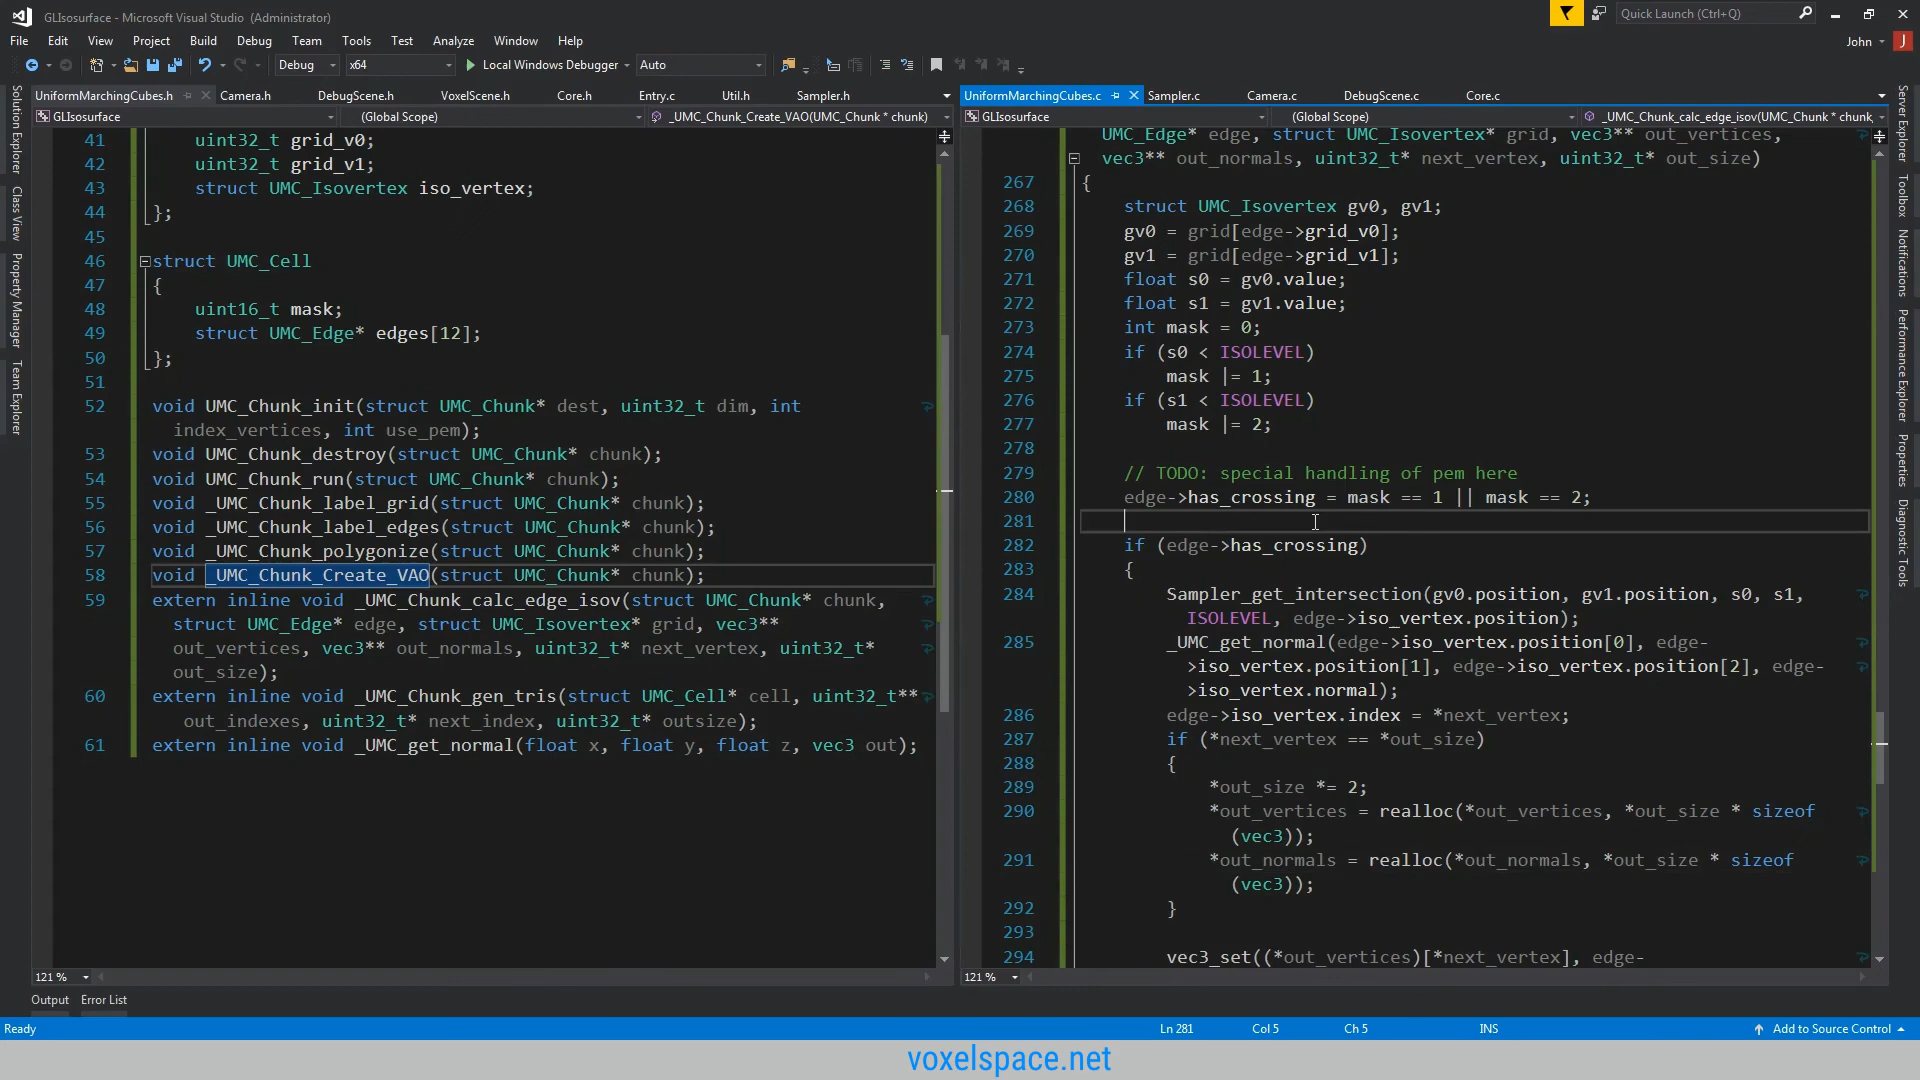 GLIsosurface - Microsoft Visual Studio (Administrator)
Quick Launch (Ctrl+Q)
File Edit View Project Build Debug Team Tools Test Analyze Window Help
John J
Debug x64 Local Windows Debugger Auto
UniformMarchingCubes.h Camera.h DebugScene.h VoxelScene.h Core.h Entry.c Util.h Sampler.h
GLIsosurface (Global Scope) _UMC_Chunk_Create_VAO(UMC_Chunk * chunk)
41 uint32_t grid_v0;
42 uint32_t grid_v1;
43 struct UMC_Isovertex iso_vertex;
44 };
45
46 struct UMC_Cell
47 {
48 uint16_t mask;
49 struct UMC_Edge* edges[12];
50 };
51
52 void UMC_Chunk_init(struct UMC_Chunk* dest, uint32_t dim, int
index_vertices, int use_pem);
53 void UMC_Chunk_destroy(struct UMC_Chunk* chunk);
54 void UMC_Chunk_run(struct UMC_Chunk* chunk);
55 void _UMC_Chunk_label_grid(struct UMC_Chunk* chunk);
56 void _UMC_Chunk_label_edges(struct UMC_Chunk* chunk);
57 void _UMC_Chunk_polygonize(struct UMC_Chunk* chunk);
58 void _UMC_Chunk_Create_VAO(struct UMC_Chunk* chunk);
59 extern inline void _UMC_Chunk_calc_edge_isov(struct UMC_Chunk* chunk,
struct UMC_Edge* edge, struct UMC_Isovertex* grid, vec3**
out_vertices, vec3** out_normals, uint32_t* next_vertex, uint32_t*
out_size);
60 extern inline void _UMC_Chunk_gen_tris(struct UMC_Cell* cell, uint32_t**
out_indexes, uint32_t* next_index, uint32_t* outsize);
61 extern inline void _UMC_get_normal(float x, float y, float z, vec3 out);
121 %
UniformMarchingCubes.c Sampler.c Camera.c DebugScene.c Core.c
GLIsosurface (Global Scope) _UMC_Chunk_calc_edge_isov(UMC_Chunk * chunk,
UMC_Edge* edge, struct UMC_Isovertex* grid, vec3** out_vertices,
vec3** out_normals, uint32_t* next_vertex, uint32_t* out_size)
267 {
268 struct UMC_Isovertex gv0, gv1;
269 gv0 = grid[edge->grid_v0];
270 gv1 = grid[edge->grid_v1];
271 float s0 = gv0.value;
272 float s1 = gv1.value;
273 int mask = 0;
274 if (s0 < ISOLEVEL)
275 mask |= 1;
276 if (s1 < ISOLEVEL)
277 mask |= 2;
278
279 // TODO: special handling of pem here
280 edge->has_crossing = mask == 1 || mask == 2;
281
282 if (edge->has_crossing)
283 {
284 Sampler_get_intersection(gv0.position, gv1.position, s0, s1,
ISOLEVEL, edge->iso_vertex.position);
285 _UMC_get_normal(edge->iso_vertex.position[0], edge-
>iso_vertex.position[1], edge->iso_vertex.position[2], edge-
>iso_vertex.normal);
286 edge->iso_vertex.index = *next_vertex;
287 if (*next_vertex == *out_size)
288 {
289 *out_size *= 2;
290 *out_vertices = realloc(*out_vertices, *out_size * sizeof
(vec3));
291 *out_normals = realloc(*out_normals, *out_size * sizeof
(vec3));
292 }
293
294 vec3_set((*out_vertices)[*next_vertex], edge-
121 %
Solution Explorer
Class View
Property Manager
Team Explorer
Server Explorer
Toolbox
Notifications
Performance Explorer
Properties
Diagnostic Tools
Output Error List
Ready Ln 281 Col 5 Ch 5 INS Add to Source Control
voxelspace.net